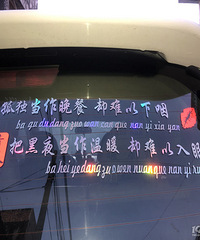 孤独当作晚餐 却难以下咽
ba gu du dang zuo wan can que nan yi xia yan
把黑夜当作温暖 却难以入
ba hei ye dang zuo wen nuan que nan yi